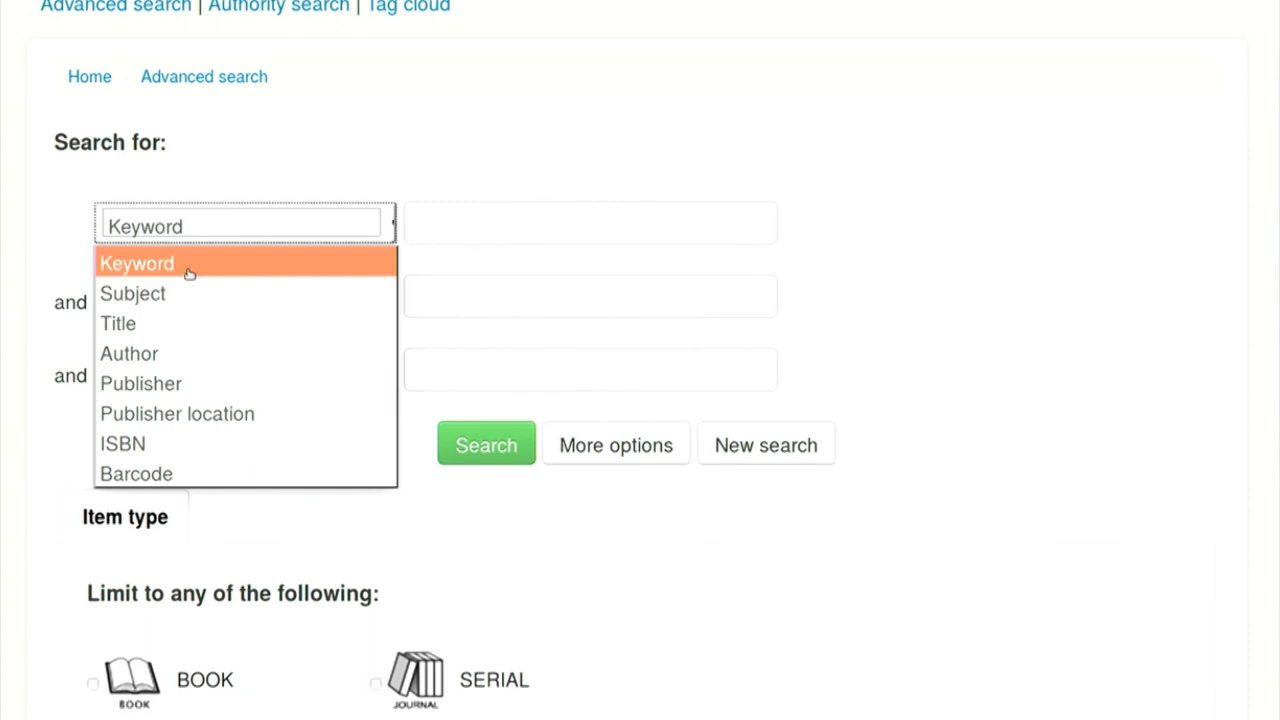 Advanced search | Authority search | Tag cloud
Home Advanced search
Search for:
Keyword
Keyword
Subject
and
Title
Author
and
Publisher
Publisher location
ISBN
Barcode
Search More options New search
Item type
Limit to any of the following:
BOOK
BOOK
SERIAL
JOURNAL